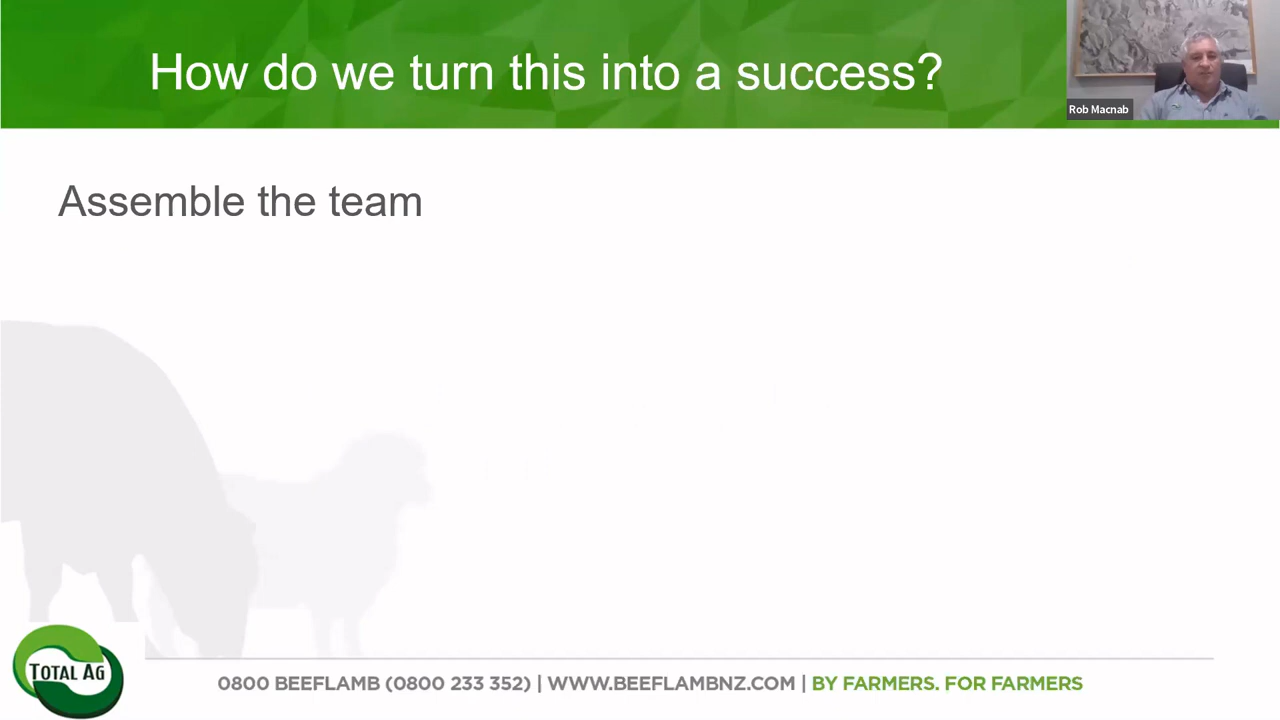 How do we turn this into a success?
Rob Macnab
Assemble the team
TOTAL AG
0800 BEEFLAMB (0800 233 352) | WWW.BEEFLAMBNZ.COM | BY FARMERS. FOR FARMERS